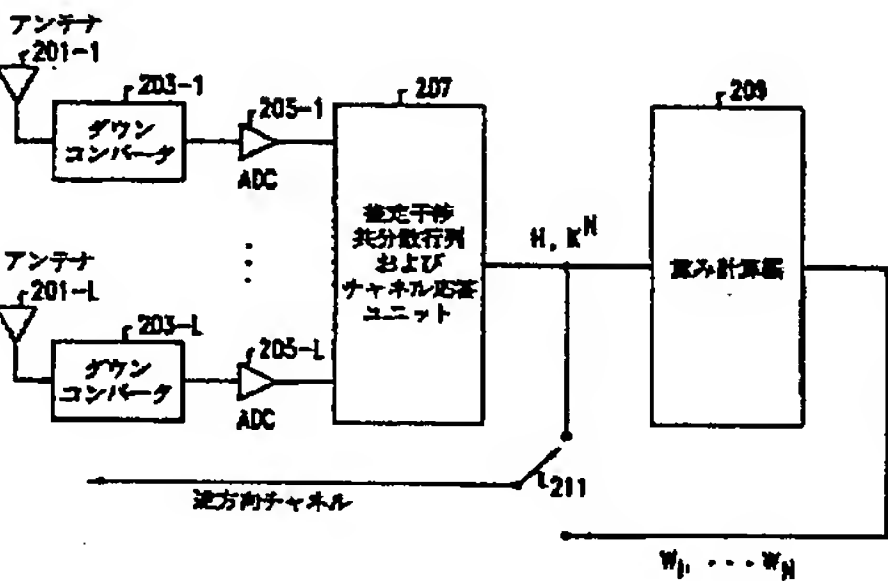 アンテナ
201-1
203-1
ダウン
コンバータ
205-1
ADC
207
推定干渉
共分散行列
および
チャネル応答
ユニット
H, K^N
209
重み計算器
アンテナ
201-L
203-L
ダウン
コンバータ
205-L
ADC
211
逆方向チャネル
W₁, ・・・ W_N